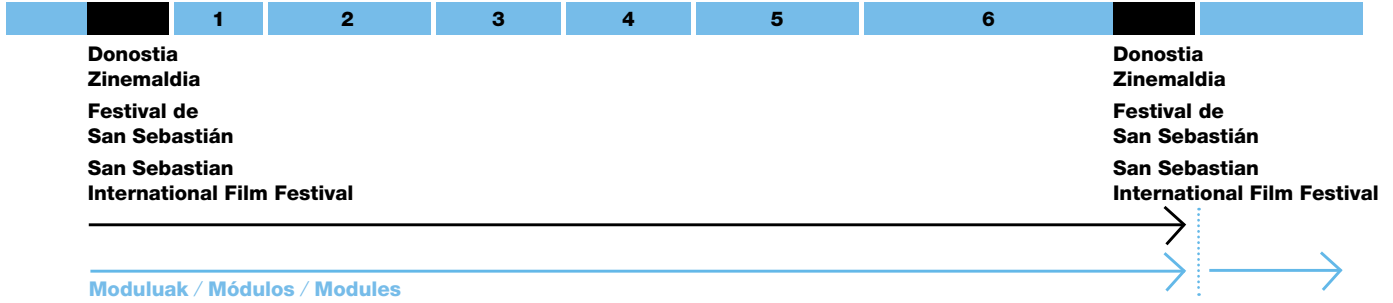 1 2 3 4 5 6
Donostia
Zinemaldia
Festival de
San Sebastián
San Sebastian
International Film Festival
Donostia
Zinemaldia
Festival de
San Sebastián
San Sebastian
International Film Festival
Moduluak / Módulos / Modules